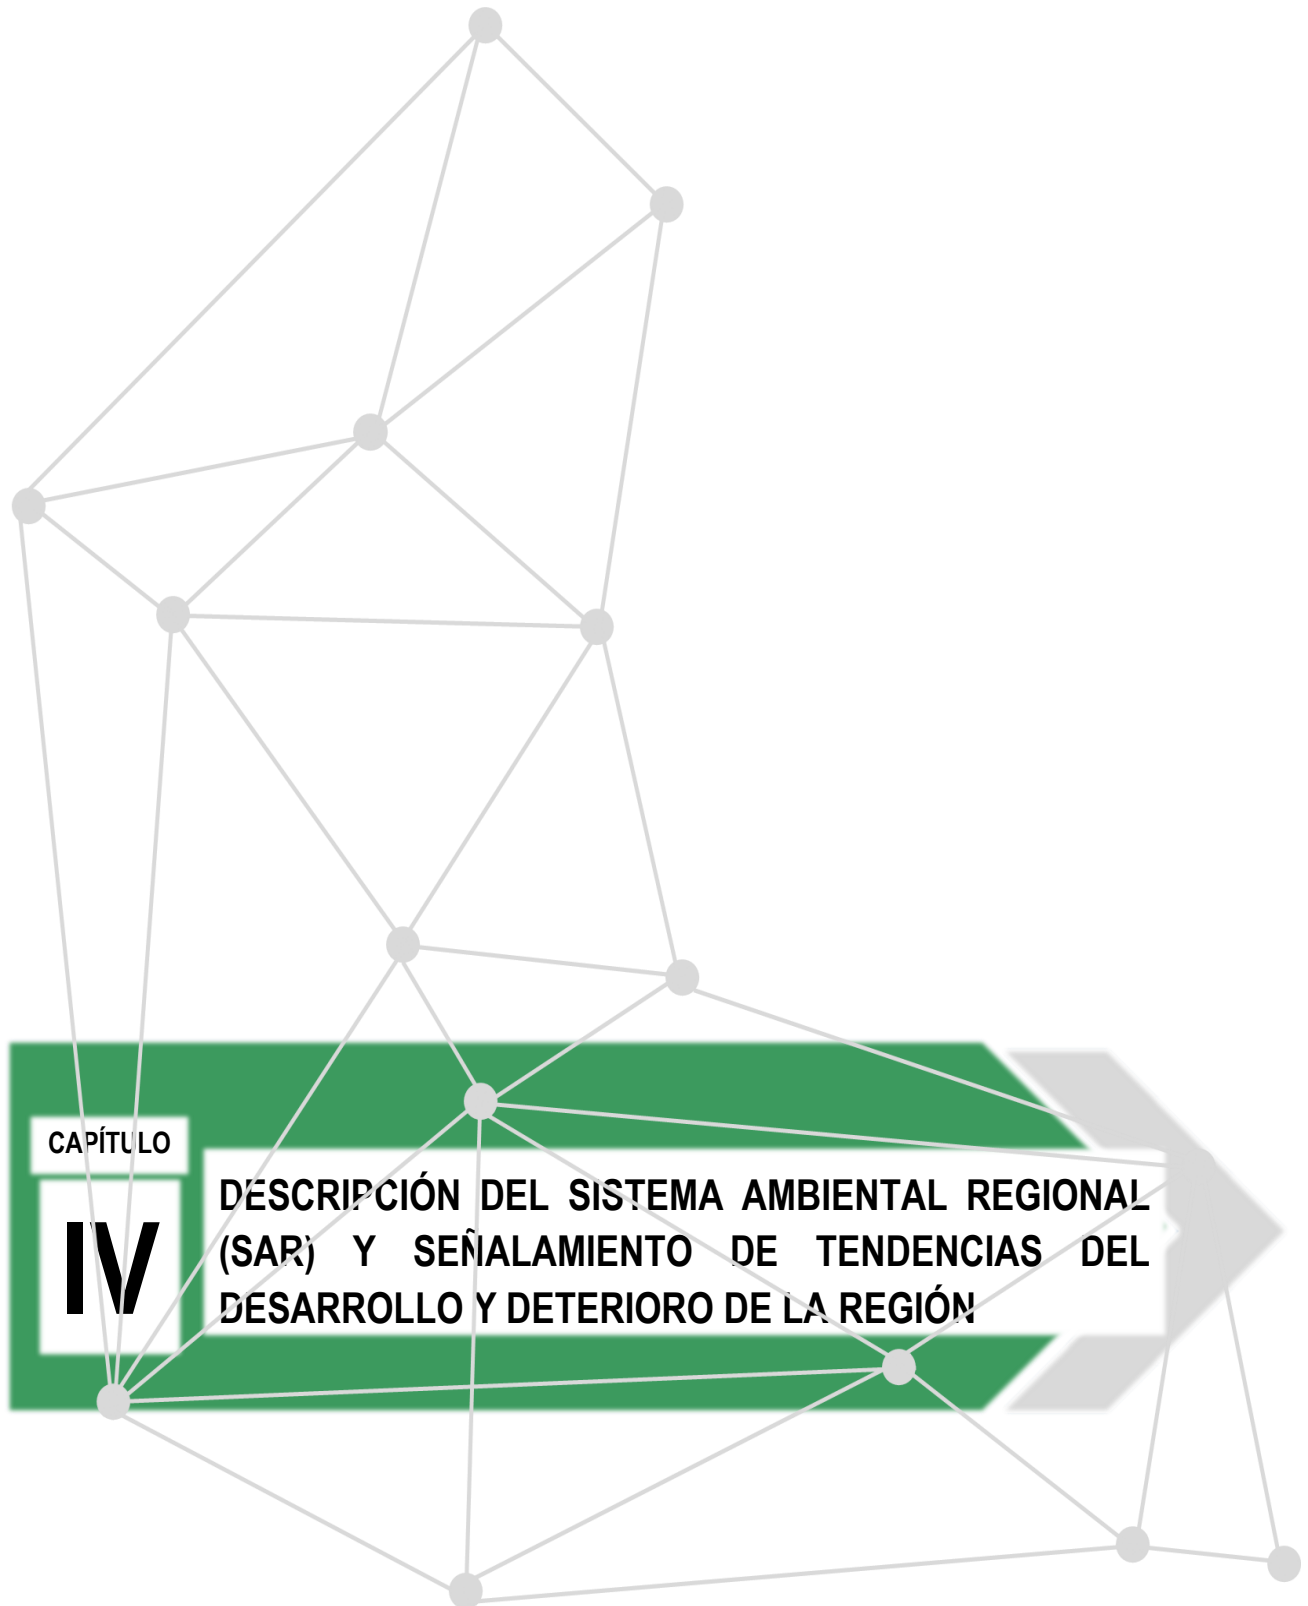 CAPÍTULO
IV
DESCRIPCIÓN DEL SISTEMA AMBIENTAL REGIONAL
(SAR) Y SEÑALAMIENTO DE TENDENCIAS DEL
DESARROLLO Y DETERIORO DE LA REGIÓN